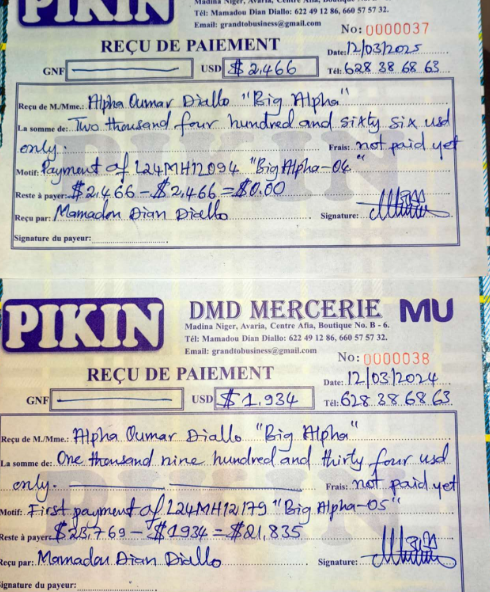 PIKIN
Madina Niger, Avaria, Centre Afia, Boutique No. B - 6.
Tél: Mamadou Dian Diallo: 622 49 12 86, 660 57 57 32.
Email: grandtobusiness@gmail.com
No: 0000037
REÇU DE PAIEMENT
Date: 12/03/2025
GNF USD $ 2,466 Tél: 628 38 68 63
Reçu de M./Mme.: Alpha Oumar Diallo "Big Alpha"
La somme de: Two thousand four hundred and sixty six usd
only. Frais: not paid yet
Motif: Payment of L24MH12094 "Big Alpha-04"
Reste à payer: $2,466 - $2,466 = $0.00
Reçu par: Mamadou Dian Diallo Signature:
Signature du payeur:
PIKIN
DMD MERCERIE MU
Madina Niger, Avaria, Centre Afia, Boutique No. B - 6.
Tél: Mamadou Dian Diallo: 622 49 12 86, 660 57 57 32.
Email: grandtobusiness@gmail.com
No: 0000038
REÇU DE PAIEMENT
Date: 12/03/2024
GNF USD $ 1,934 Tél: 628 38 68 63
Reçu de M./Mme.: Alpha Oumar Diallo "Big Alpha"
La somme de: One thousand nine hundred and thirty four usd
only. Frais: not paid yet
Motif: First payment of L24MH12179 "Big Alpha-05"
Reste à payer: $23,769 - $1934 = $21,835
Reçu par: Mamadou Dian Diallo Signature:
Signature du payeur: